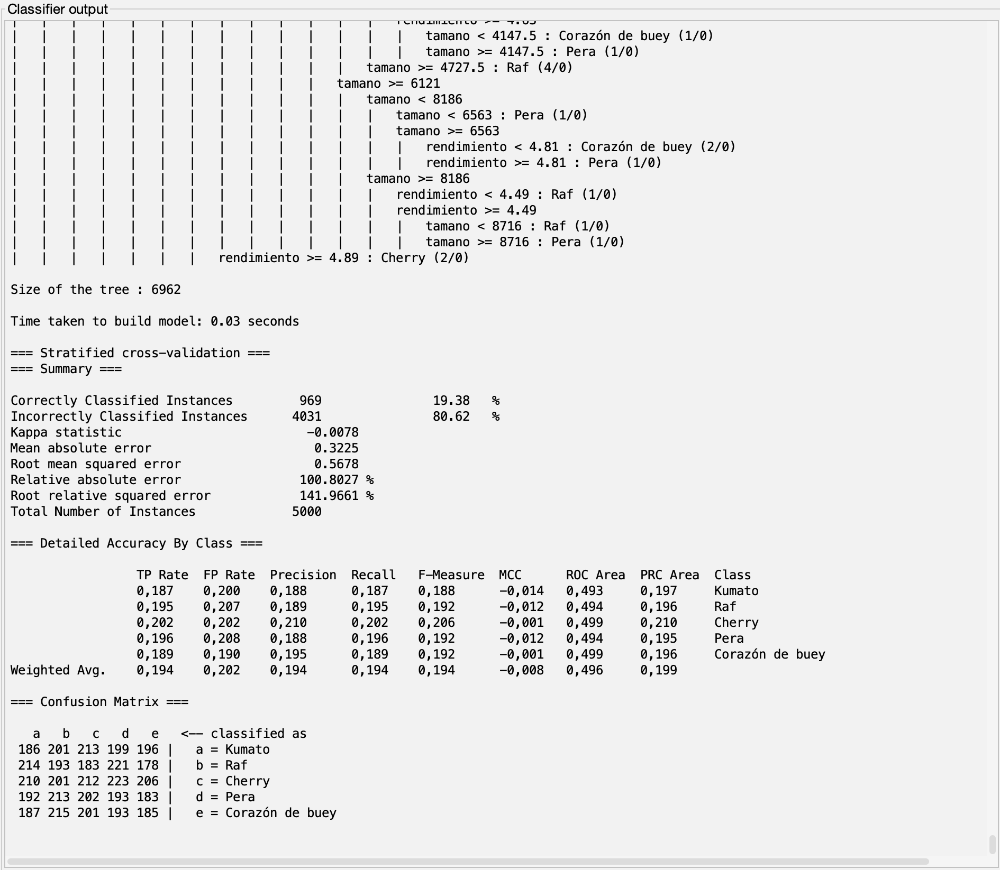 Classifier output
|   |   |   |   |   |   |   |   |   |   |   |   |   rendimiento >= 4.63
|   |   |   |   |   |   |   |   |   |   |   |   |   |   tamano < 4147.5 : Corazón de buey (1/0)
|   |   |   |   |   |   |   |   |   |   |   |   |   |   tamano >= 4147.5 : Pera (1/0)
|   |   |   |   |   |   |   |   |   |   |   |   tamano >= 4727.5 : Raf (4/0)
|   |   |   |   |   |   |   |   |   |   |   tamano >= 6121
|   |   |   |   |   |   |   |   |   |   |   |   tamano < 8186
|   |   |   |   |   |   |   |   |   |   |   |   |   tamano < 6563 : Pera (1/0)
|   |   |   |   |   |   |   |   |   |   |   |   |   tamano >= 6563
|   |   |   |   |   |   |   |   |   |   |   |   |   |   rendimiento < 4.81 : Corazón de buey (2/0)
|   |   |   |   |   |   |   |   |   |   |   |   |   |   rendimiento >= 4.81 : Pera (1/0)
|   |   |   |   |   |   |   |   |   |   |   |   tamano >= 8186
|   |   |   |   |   |   |   |   |   |   |   |   |   rendimiento < 4.49 : Raf (1/0)
|   |   |   |   |   |   |   |   |   |   |   |   |   rendimiento >= 4.49
|   |   |   |   |   |   |   |   |   |   |   |   |   |   tamano < 8716 : Raf (1/0)
|   |   |   |   |   |   |   |   |   |   |   |   |   |   tamano >= 8716 : Pera (1/0)
|   |   |   |   |   |   |   rendimiento >= 4.89 : Cherry (2/0)
Size of the tree : 6962
Time taken to build model: 0.03 seconds
=== Stratified cross-validation ===
=== Summary ===
Correctly Classified Instances         969               19.38   %
Incorrectly Classified Instances      4031               80.62   %
Kappa statistic                         -0.0078
Mean absolute error                      0.3225
Root mean squared error                  0.5678
Relative absolute error                100.8027 %
Root relative squared error            141.9661 %
Total Number of Instances             5000
=== Detailed Accuracy By Class ===
                 TP Rate  FP Rate  Precision  Recall   F-Measure  MCC      ROC Area  PRC Area  Class
                 0,187    0,200    0,188      0,187    0,188      -0,014   0,493     0,197     Kumato
                 0,195    0,207    0,189      0,195    0,192      -0,012   0,494     0,196     Raf
                 0,202    0,202    0,210      0,202    0,206      -0,001   0,499     0,210     Cherry
                 0,196    0,208    0,188      0,196    0,192      -0,012   0,494     0,195     Pera
                 0,189    0,190    0,195      0,189    0,192      -0,001   0,499     0,196     Corazón de buey
Weighted Avg.    0,194    0,202    0,194      0,194    0,194      -0,008   0,496     0,199
=== Confusion Matrix ===
   a   b   c   d   e   <-- classified as
 186 201 213 199 196 |   a = Kumato
 214 193 183 221 178 |   b = Raf
 210 201 212 223 206 |   c = Cherry
 192 213 202 193 183 |   d = Pera
 187 215 201 193 185 |   e = Corazón de buey